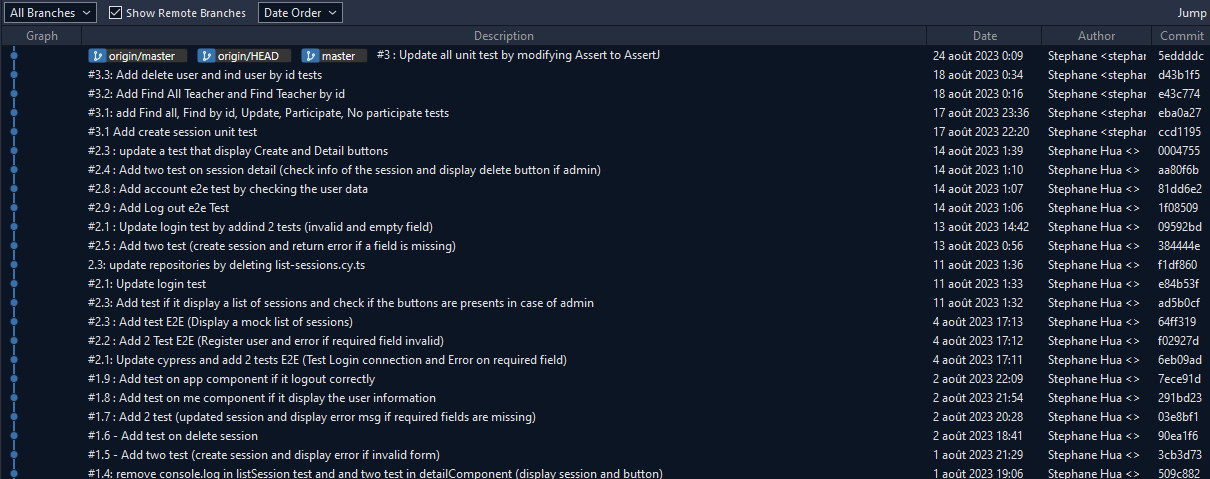 All Branches Show Remote Branches Date Order Jump
Graph Description Date Author Commit
origin/master origin/HEAD master #3 : Update all unit test by modifying Assert to AssertJ 24 août 2023 0:09 Stephane <stephar 5eddddc
#3.3: Add delete user and ind user by id tests 18 août 2023 0:34 Stephane <stephar d43b1f5
#3.2: Add Find All Teacher and Find Teacher by id 18 août 2023 0:16 Stephane <stephar e43c774
#3.1: add Find all, Find by id, Update, Participate, No participate tests 17 août 2023 23:36 Stephane <stephar eba0a27
#3.1 Add create session unit test 17 août 2023 22:20 Stephane <stephar ccd1195
#2.3 : update a test that display Create and Detail buttons 14 août 2023 1:39 Stephane Hua <> 0004755
#2.4 : Add two test on session detail (check info of the session and display delete button if admin) 14 août 2023 1:10 Stephane Hua <> aa80f6b
#2.8 : Add account e2e test by checking the user data 14 août 2023 1:07 Stephane Hua <> 81dd6e2
#2.9 : Add Log out e2e Test 14 août 2023 1:06 Stephane Hua <> 1f08509
#2.1 : Update login test by addind 2 tests (invalid and empty field) 13 août 2023 14:42 Stephane Hua <> 09592bd
#2.5 : Add two test (create session and return error if a field is missing) 13 août 2023 0:56 Stephane Hua <> 384444e
2.3: update repositories by deleting list-sessions.cy.ts 11 août 2023 1:36 Stephane Hua <> f1df860
#2.1: Update login test 11 août 2023 1:33 Stephane Hua <> e84b53f
#2.3: Add test if it display a list of sessions and check if the buttons are presents in case of admin 11 août 2023 1:32 Stephane Hua <> ad5b0cf
#2.3 : Add test E2E (Display a mock list of sessions) 4 août 2023 17:13 Stephane Hua <> 64ff319
#2.2 : Add 2 Test E2E (Register user and error if required field invalid) 4 août 2023 17:12 Stephane Hua <> f02927d
#2.1: Update cypress and add 2 tests E2E (Test Login connection and Error on required field) 4 août 2023 17:11 Stephane Hua <> 6eb09ad
#1.9 : Add test on app component if it logout correctly 2 août 2023 22:09 Stephane Hua <> 7ece91d
#1.8 : Add test on me component if it display the user information 2 août 2023 21:54 Stephane Hua <> 291bd23
#1.7 : Add 2 test (updated session and display error msg if required fields are missing) 2 août 2023 20:28 Stephane Hua <> 03e8bf1
#1.6 - Add test on delete session 2 août 2023 18:41 Stephane Hua <> 90ea1f6
#1.5 - Add two test (create session and display error if invalid form) 1 août 2023 21:29 Stephane Hua <> 3cb3d73
#1.4: remove console.log in listSession test and and two test in detailComponent (display session and button) 1 août 2023 19:06 Stephane Hua <> 509c882